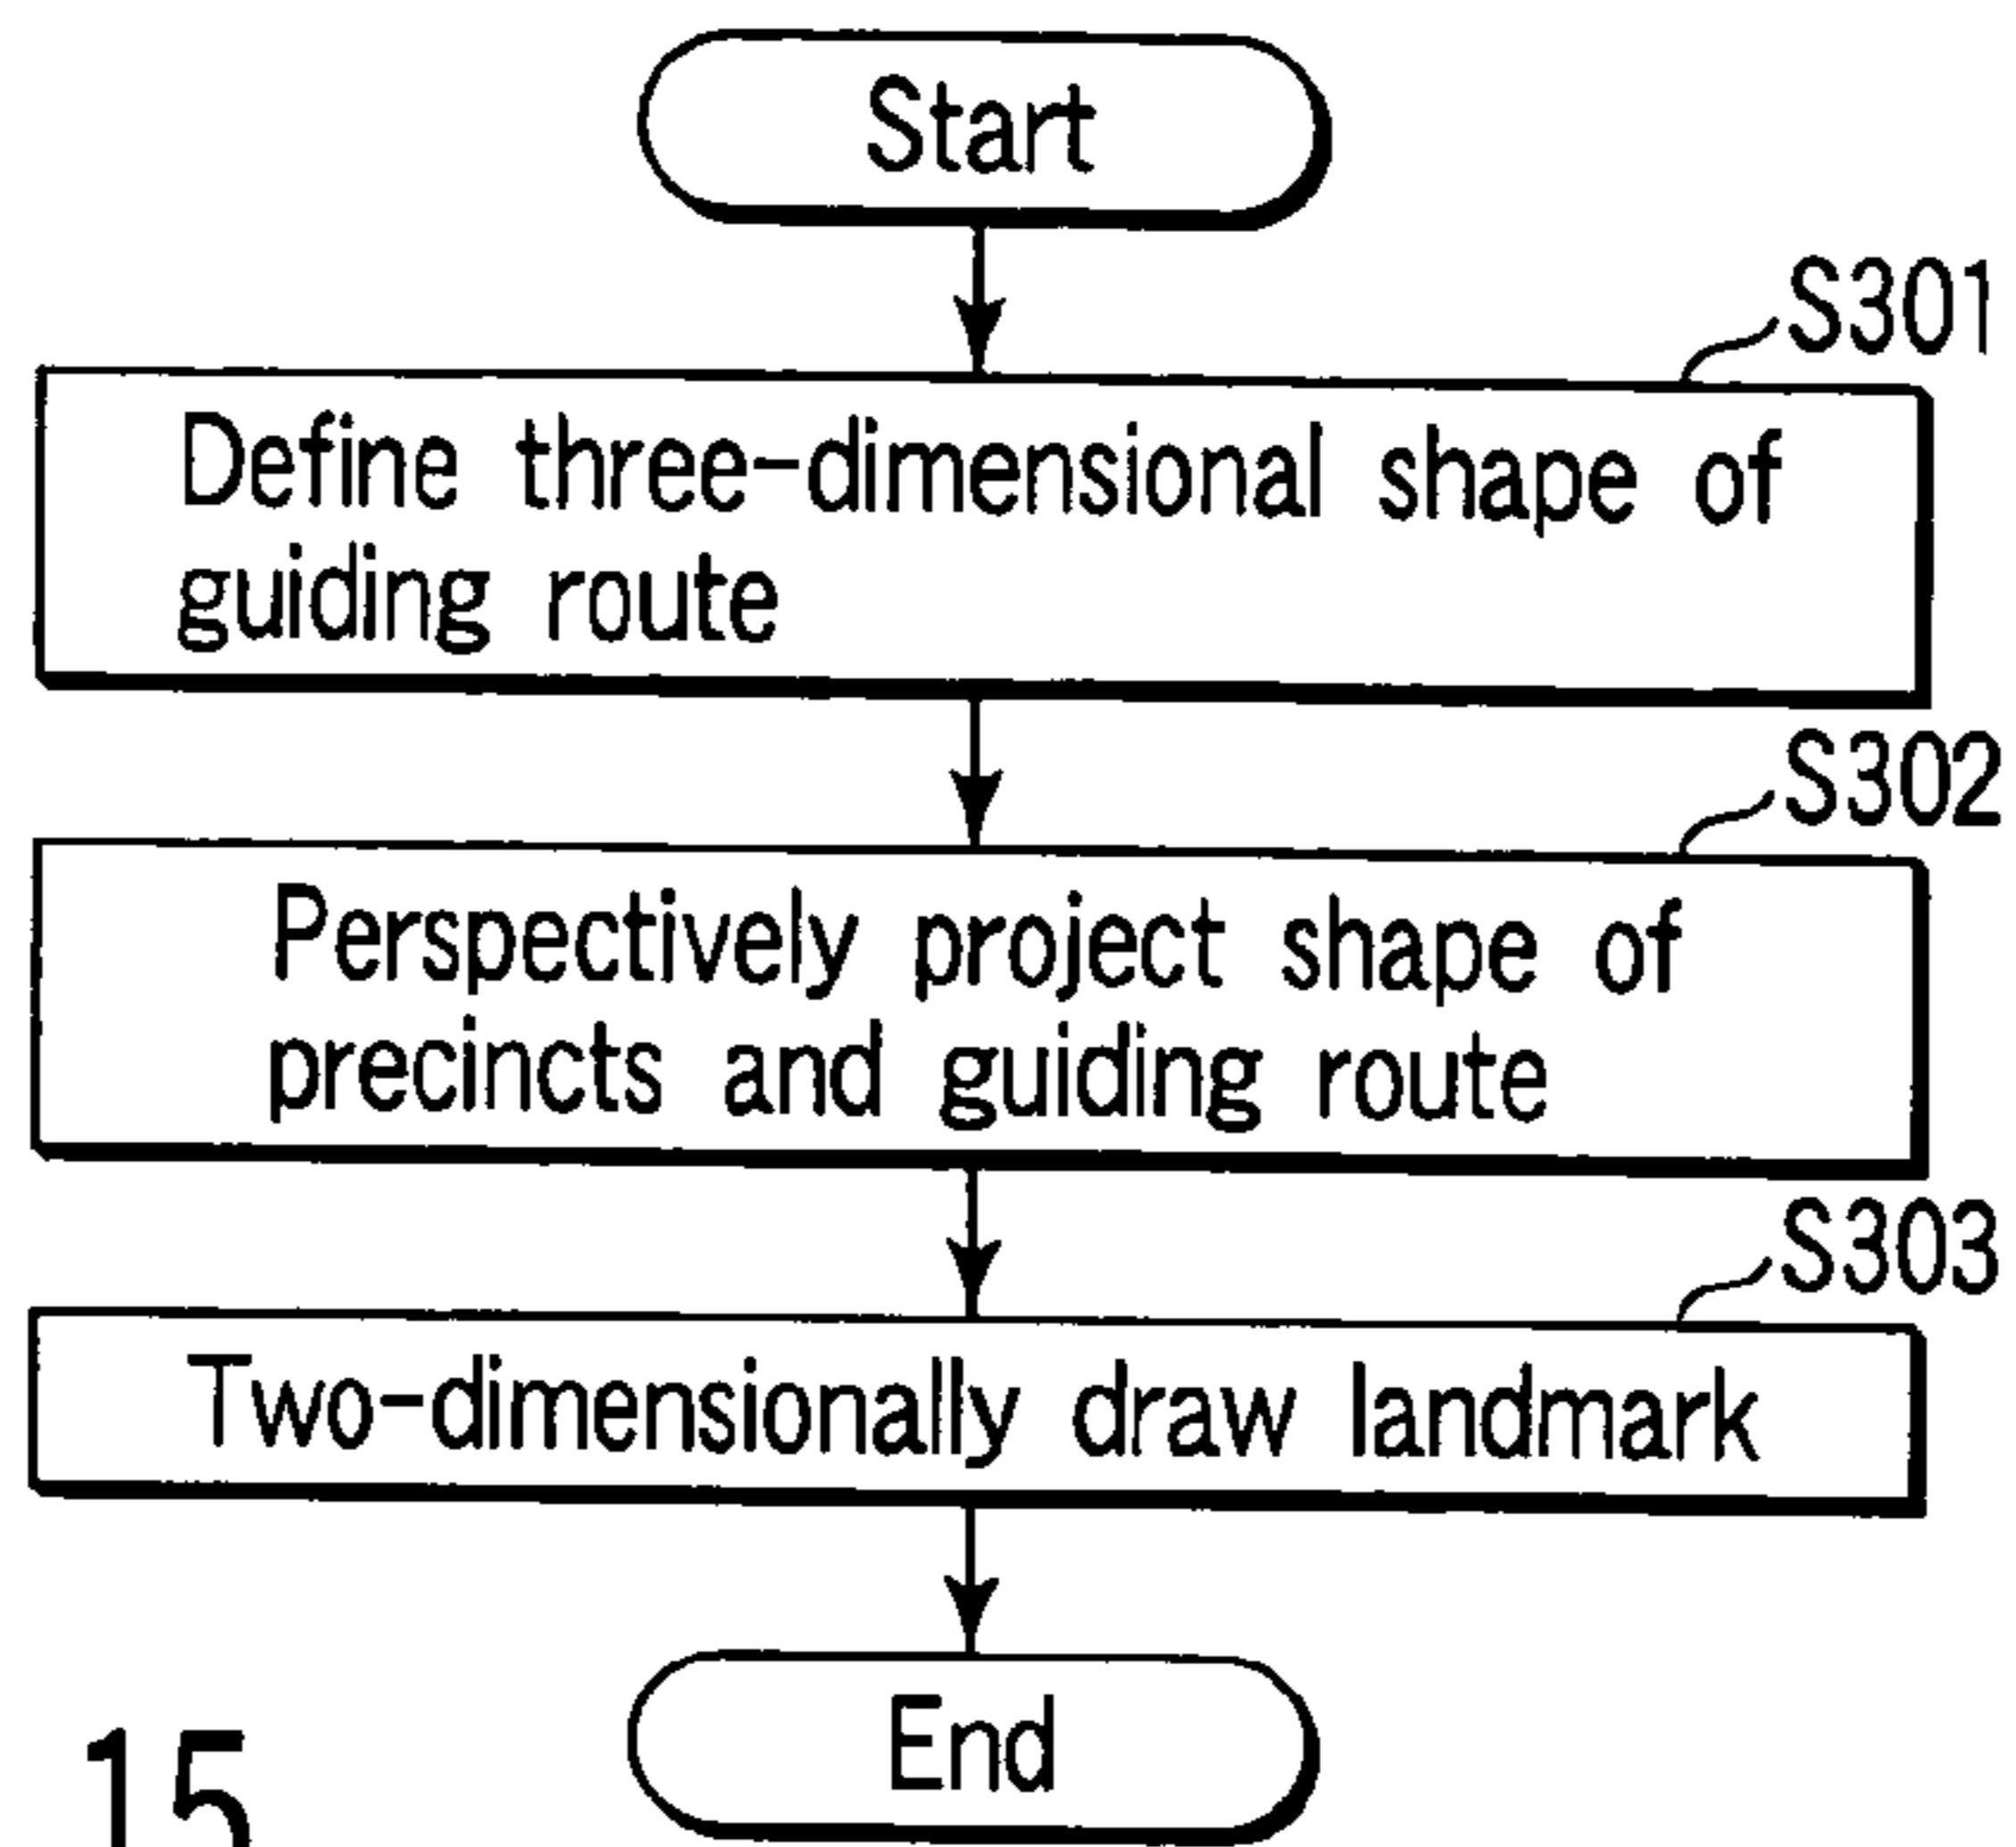 Start
S301
Define three-dimensional shape of
guiding route
S302
Perspectively project shape of
precincts and guiding route
S303
Two-dimensionally draw landmark
End
15